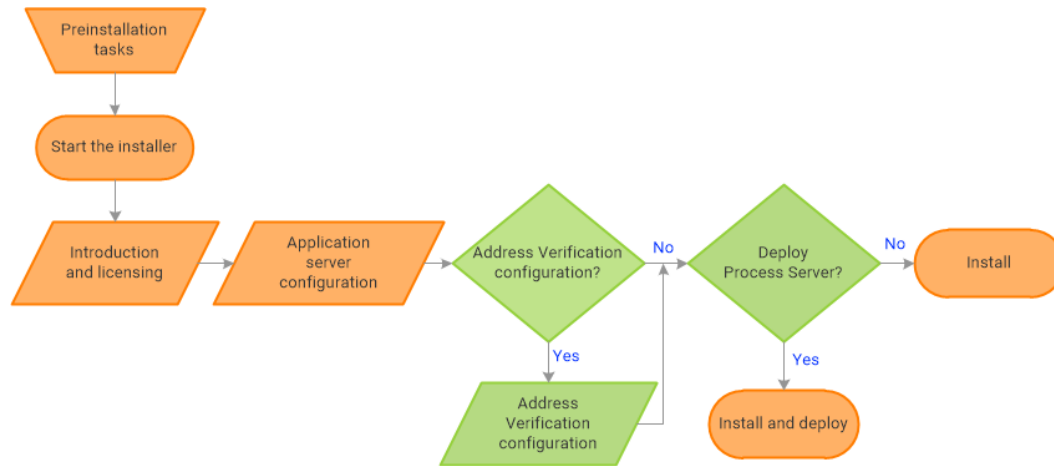 Preinstallation
tasks
Start the installer
Introduction
and licensing
Application
server
configuration
Address Verification
configuration?
No
Yes
Address
Verification
configuration
Deploy
Process Server?
No
Install
Yes
Install and deploy